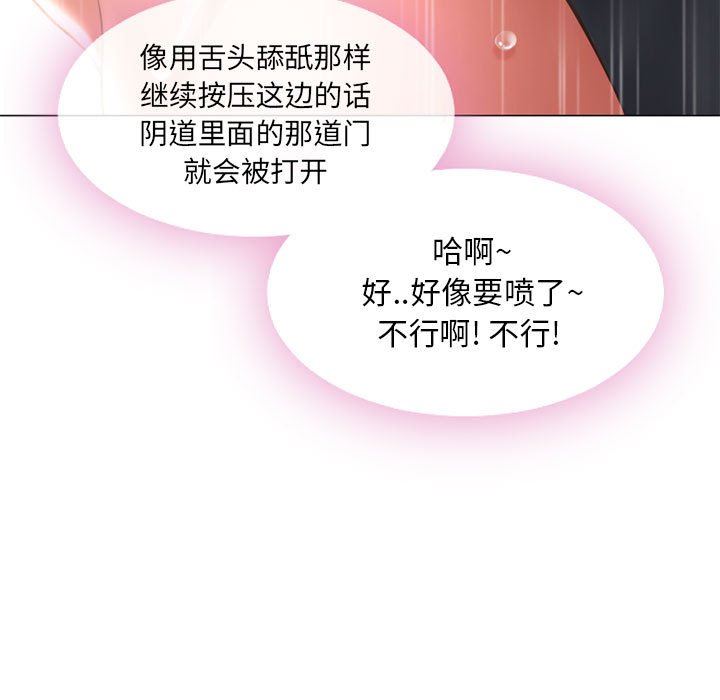 像用舌头舔舐那样
继续按压这边的话
阴道里面的那道门
就会被打开
哈啊~
好..好像要喷了~
不行啊! 不行!